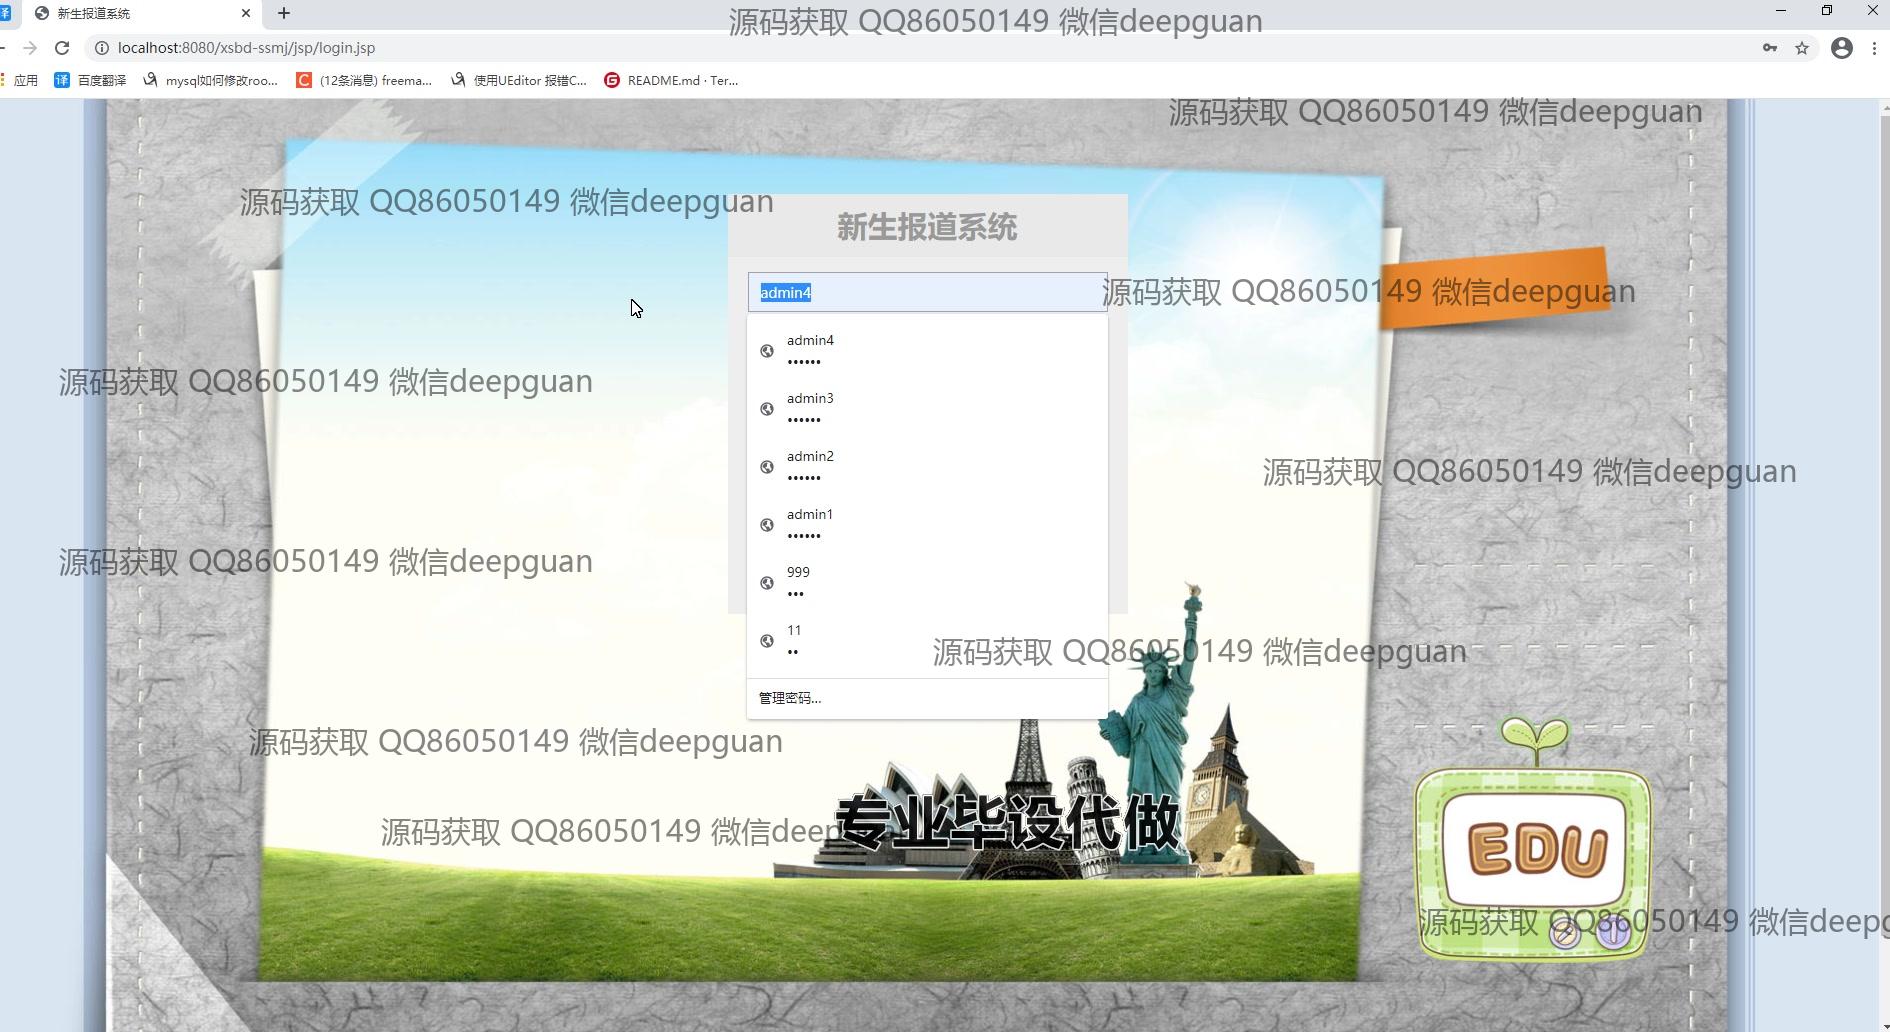 译
新生报道系统
源码获取 QQ86050149 微信deepguan
localhost:8080/xsbd-ssmj/jsp/login.jsp
应用
译 百度翻译
mysql如何修改roo...
C (12条消息) freema...
使用UEditor 报错C...
G README.md · Ter...
源码获取 QQ86050149 微信deepguan
源码获取 QQ86050149 微信deepguan
新生报道系统
admin4
源码获取 QQ86050149 微信deepguan
admin4
••••••
源码获取 QQ86050149 微信deepguan
admin3
••••••
admin2
••••••
源码获取 QQ86050149 微信deepguan
admin1
••••••
源码获取 QQ86050149 微信deepguan
999
•••
11
••
源码获取 QQ86050149 微信deepguan
管理密码...
源码获取 QQ86050149 微信deepguan
源码获取 QQ86050149 微信deep
专业毕设代做
EDU
源码获取 QQ86050149 微信deepg